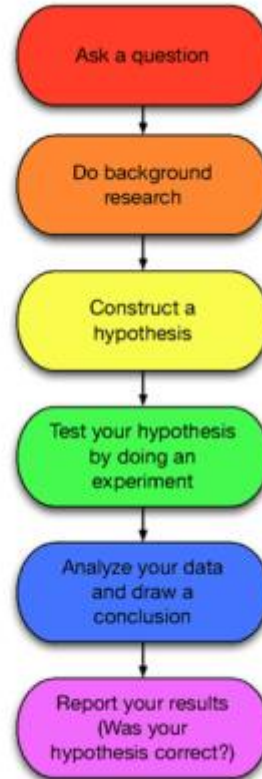 Ask a question
Do background
research
Construct a
hypothesis
Test your hypothesis
by doing an
experiment
Analyze your data
and draw a
conclusion
Report your results
(Was your
hypothesis correct?)